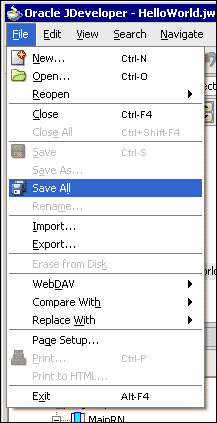 Oracle JDeveloper - HelloWorld.jw
File Edit View Search Navigate
New... Ctrl-N
Open... Ctrl-O
Reopen
Close Ctrl-F4
Close All Ctrl+Shift-F4
Save Ctrl-S
Save As...
Save All
Rename...
Import...
Export...
Erase from Disk
WebDAV
Compare With
Replace With
Page Setup...
Print... Ctrl-P
Print to HTML...
Exit Alt-F4
MainRN